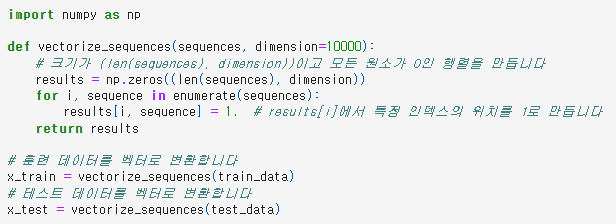 import numpy as np
def vectorize_sequences(sequences, dimension=10000):
# 크기가 (len(sequences), dimension))이고 모든 원소가 0인 행렬을 만듭니다
results = np.zeros((len(sequences), dimension))
for i, sequence in enumerate(sequences):
results[i, sequence] = 1. # results[i]에서 특정 인덱스의 위치를 1로 만듭니다
return results
# 훈련 데이터를 벡터로 변환합니다
x_train = vectorize_sequences(train_data)
# 테스트 데이터를 벡터로 변환합니다
x_test = vectorize_sequences(test_data)